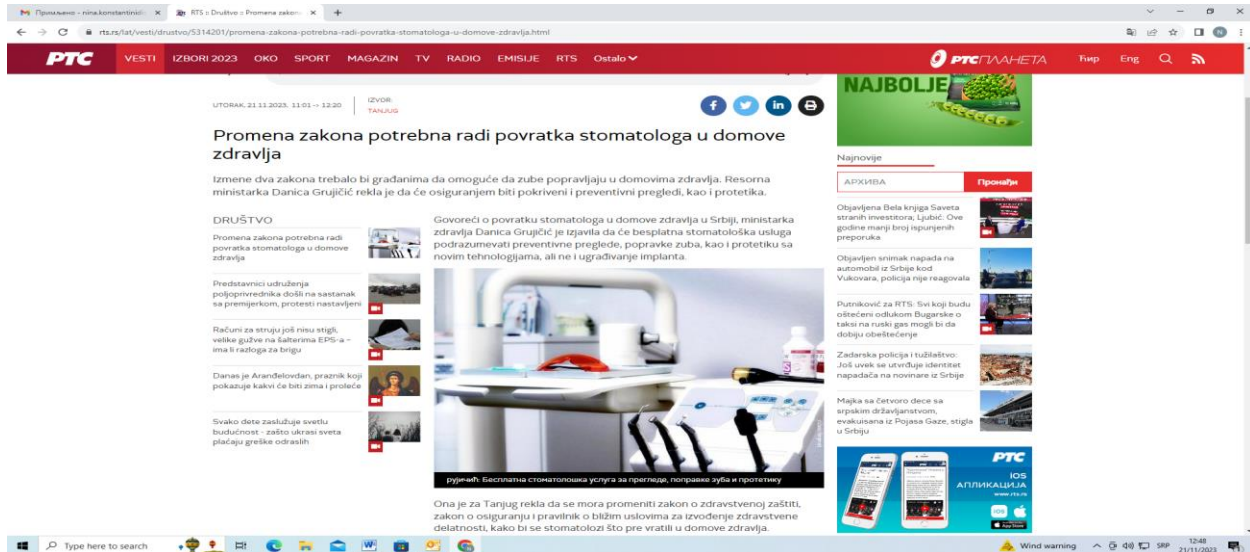 Примљено - nina.konstantinidi
RTS :: Društvo :: Promena zakon
rts.rs/lat/vesti/drustvo/5314201/promena-zakona-potrebna-radi-povratka-stomatologa-u-domove-zdravlja.html
РТС VESTI IZBORI 2023 OKO SPORT MAGAZIN TV RADIO EMISIJE RTS Ostalo
РТС ПЛАНЕТА Ћир Eng
UTORAK, 21.11.2023, 11:01 -> 12:20
IZVOR:
TANJUG
Promena zakona potrebna radi povratka stomatologa u domove
zdravlja
Izmene dva zakona trebalo bi građanima da omoguće da zube popravljaju u domovima zdravlja. Resorna
ministarka Danica Grujičić rekla je da će osiguranjem biti pokriveni i preventivni pregledi, kao i protetika.
DRUŠTVO
Promena zakona potrebna radi
povratka stomatologa u domove
zdravlja
Predstavnici udruženja
poljoprivrednika došli na sastanak
sa premijerkom, protesti nastavljeni
Računi za struju još nisu stigli,
velike gužve na šalterima EPS-a –
ima li razloga za brigu
Danas je Aranđelovdan, praznik koji
pokazuje kakvi će biti zima i proleće
Svako dete zaslužuje svetlu
budućnost - zašto ukrasi sveta
plaćaju greške odraslih
Govoreći o povratku stomatologa u domove zdravlja u Srbiji, ministarka
zdravlja Danica Grujičić je izjavila da će besplatna stomatološka usluga
podrazumevati preventivne preglede, popravke zuba, kao i protetiku sa
novim tehnologijama, ali ne i ugrađivanje implanta.
рујичић: Бесплатна стоматолошка услуга за прегледе, поправке зуба и протетику
Ona je za Tanjug rekla da se mora promeniti zakon o zdravstvenoj zaštiti,
zakon o osiguranju i pravilnik o bližim uslovima za izvođenje zdravstvene
delatnosti, kako bi se stomatolozi što pre vratili u domove zdravlja.
NAJBOLJE
Najnovije
АРХИВА Пронађи
Objavljena Bela knjiga Saveta
stranih investitora; Ljubić: Ove
godine manji broj ispunjenih
preporuka
Objavljen snimak napada na
automobil iz Srbije kod
Vukovara, policija nije reagovala
Putniković za RTS: Svi koji budu
oštećeni odlukom Bugarske o
taksi na ruski gas mogli bi da
dobiju obeštećenje
Zadarska policija i tužilaštvo:
Još uvek se utvrđuje identitet
napadača na novinare iz Srbije
Majka sa četvoro dece sa
srpskim državljanstvom,
evakuisana iz Pojasa Gaze, stigla
u Srbiju
РТС
iOS
АПЛИКАЦИЈА
www.rts.rs
iOS
App Store
Type here to search
Wind warning
SRP
12:48
21/11/2023